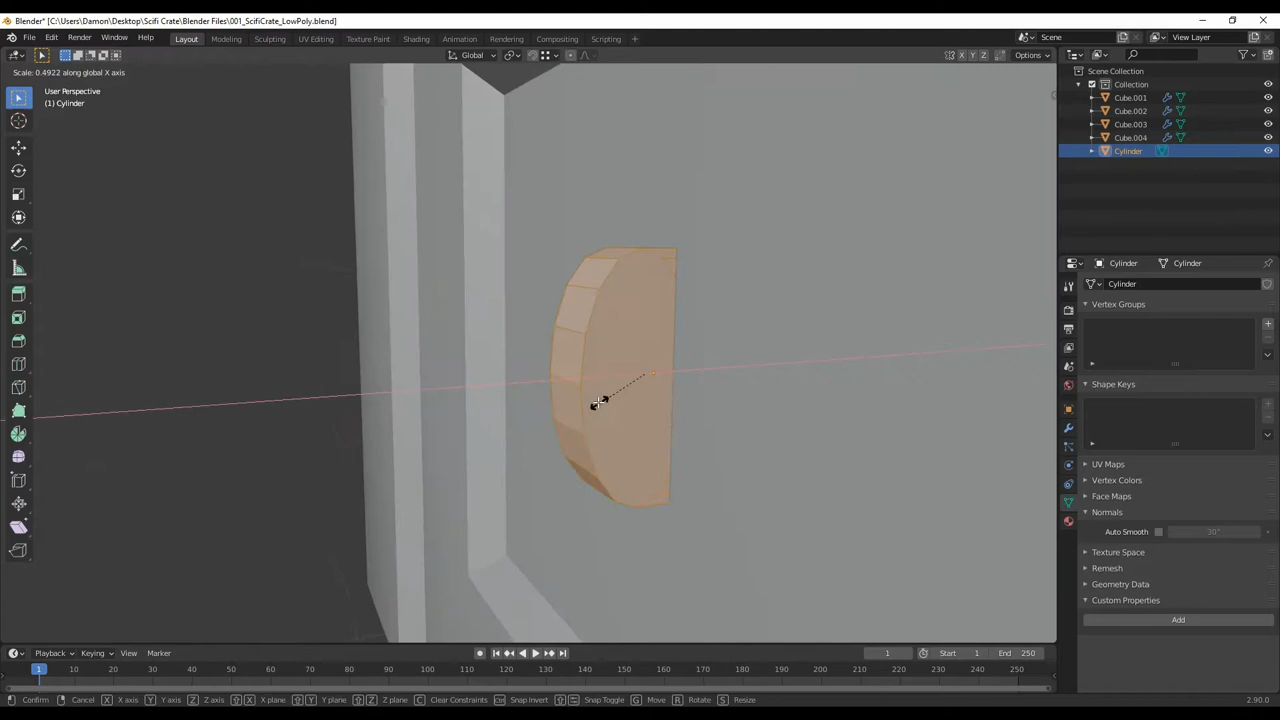 Blender* [C:\Users\Damon\Desktop\Scifi Crate\Blender Files\001_ScifiCrate_LowPoly.blend]
File Edit Render Window Help Layout Modeling Sculpting UV Editing Texture Paint Shading Animation Rendering Compositing Scripting + Scene View Layer
Global Options
Scale: 0.4922 along global X axis
User Perspective
(1) Cylinder
Scene Collection
Collection
Cube.001
Cube.002
Cube.003
Cube.004
Cylinder
Cylinder Cylinder
Cylinder
Vertex Groups
Shape Keys
UV Maps
Vertex Colors
Face Maps
Normals
Auto Smooth 30°
Texture Space
Remesh
Geometry Data
Custom Properties
Add
Playback Keying View Marker 1 Start 1 End 250
1 10 20 30 40 50 60 70 80 90 100 110 120 130 140 150 160 170 180 190 200 210 220 230 240 250
Confirm Cancel X X axis Y Y axis Z Z axis X X plane Y Y plane Z Z plane C Clear Constraints Ctrl Snap Invert Snap Toggle G Move R Rotate S Resize 2.90.0